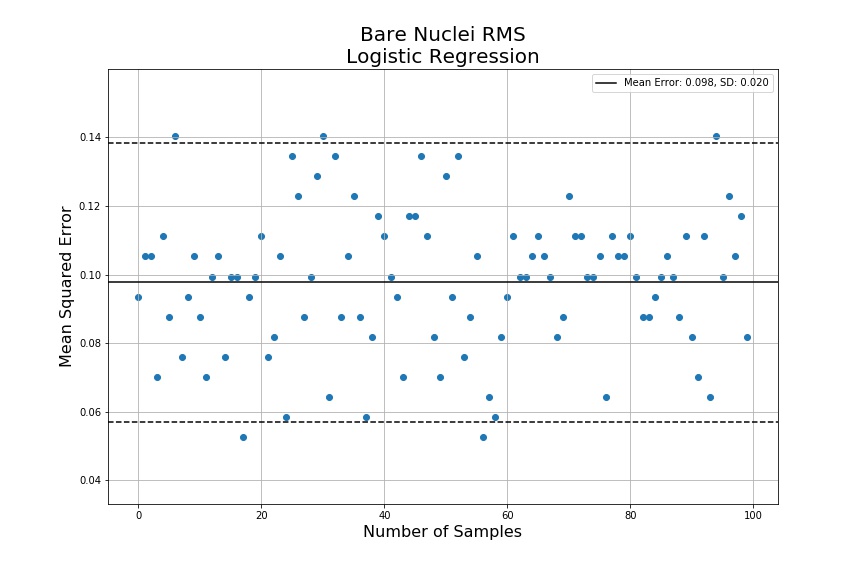 Bare Nuclei RMS
Logistic Regression
Mean Error: 0.098, SD: 0.020
Mean Squared Error
0.14
0.12
0.10
0.08
0.06
0.04
0 20 40 60 80 100
Number of Samples